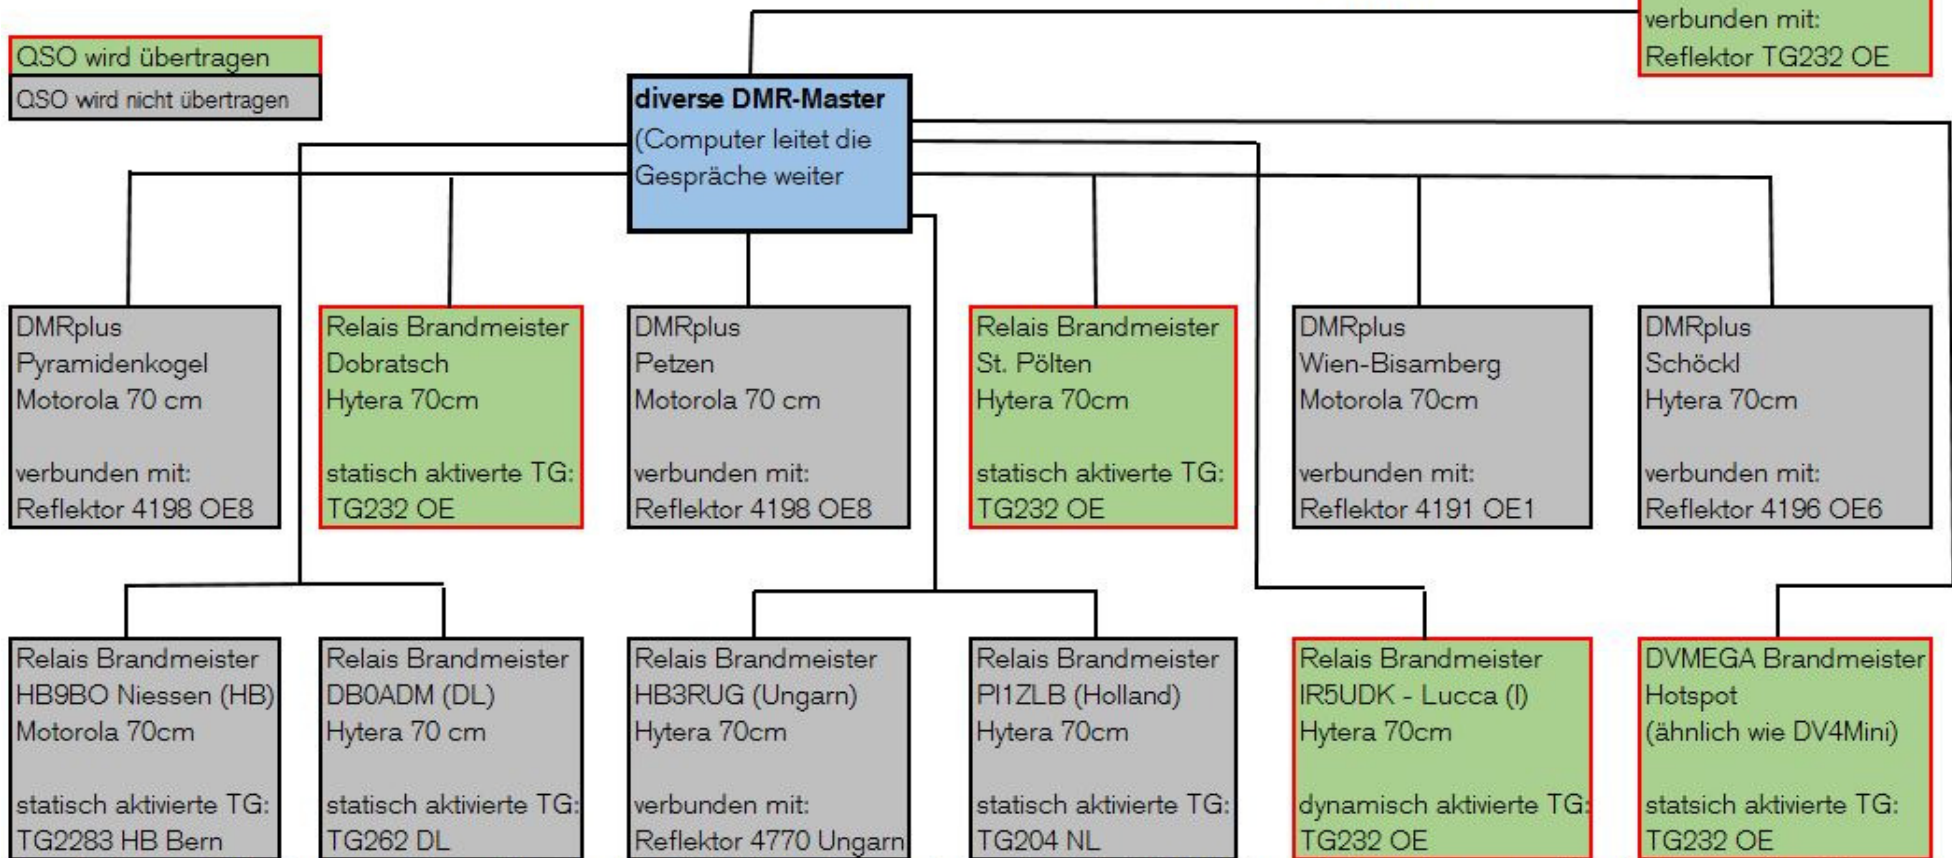 verbunden mit:
Reflektor TG232 OE
QSO wird übertragen
QSO wird nicht übertragen
diverse DMR-Master
(Computer leitet die
Gespräche weiter
DMRplus
Pyramidenkogel
Motorola 70 cm
verbunden mit:
Reflektor 4198 OE8
Relais Brandmeister
Dobratsch
Hytera 70cm
statisch aktiverte TG:
TG232 OE
DMRplus
Petzen
Motorola 70 cm
verbunden mit:
Reflektor 4198 OE8
Relais Brandmeister
St. Pölten
Hytera 70cm
statisch aktiverte TG:
TG232 OE
DMRplus
Wien-Bisamberg
Motorola 70cm
verbunden mit:
Reflektor 4191 OE1
DMRplus
Schöckl
Hytera 70cm
verbunden mit:
Reflektor 4196 OE6
Relais Brandmeister
HB9BO Niessen (HB)
Motorola 70cm
statisch aktivierte TG:
TG2283 HB Bern
Relais Brandmeister
DB0ADM (DL)
Hytera 70 cm
statisch aktivierte TG:
TG262 DL
Relais Brandmeister
HB3RUG (Ungarn)
Hytera 70cm
verbunden mit:
Reflektor 4770 Ungarn
Relais Brandmeister
PI1ZLB (Holland)
Hytera 70cm
statisch aktivierte TG:
TG204 NL
Relais Brandmeister
IR5UDK - Lucca (I)
Hytera 70cm
dynamisch aktivierte TG:
TG232 OE
DVMEGA Brandmeister
Hotspot
(ähnlich wie DV4Mini)
statsich aktivierte TG:
TG232 OE